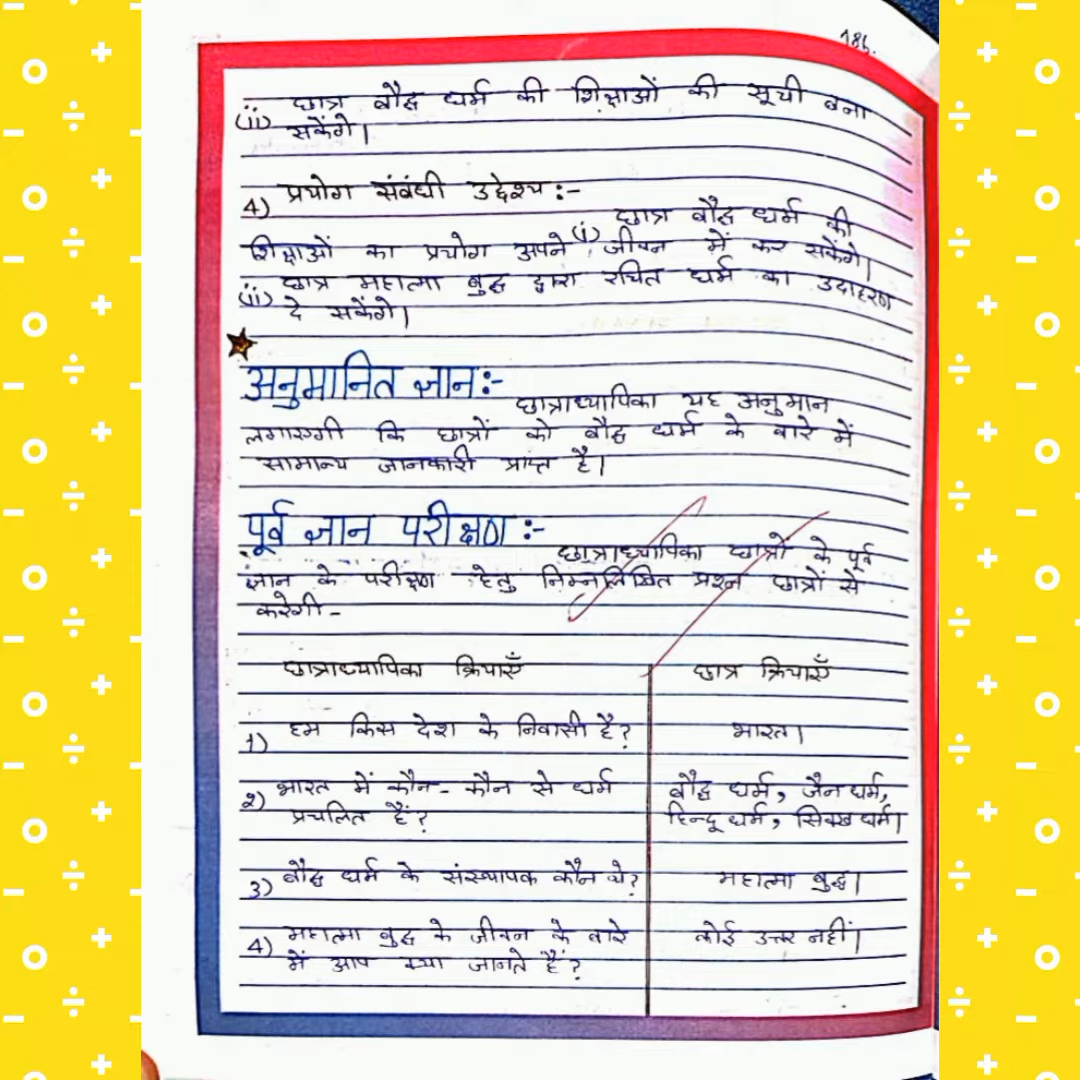 186.
(ii) छात्र बौद्ध धर्म की शिक्षाओं की सूची बना
सकेंगे।
4) प्रयोग संबंधी उद्देश्य :-
(i) छात्र बौद्ध धर्म की
शिक्षाओं का प्रयोग अपने जीवन में कर सकेंगे।
(ii) छात्र महात्मा बुद्ध द्वारा रचित धर्म का उदाहरण
दे सकेंगे।
अनुमानित ज्ञान :-
छात्राध्यापिका यह अनुमान
लगाएगी कि छात्रों को बौद्ध धर्म के बारे में
सामान्य जानकारी प्राप्त है।
पूर्व ज्ञान परीक्षण :-
छात्राध्यापिका छात्रों के पूर्व
ज्ञान के परीक्षण हेतु निम्नलिखित प्रश्न छात्रों से
करेगी -
छात्राध्यापिका क्रियाएँ छात्र क्रियाएँ
1) हम किस देश के निवासी है? भारत।
2) भारत में कौन - कौन से धर्म बौद्ध धर्म, जैन धर्म,
प्रचलित हैं? हिन्दू धर्म, सिक्ख धर्म।
3) बौद्ध धर्म के संस्थापक कौन थे? महात्मा बुद्ध।
4) महात्मा बुद्ध के जीवन के बारे कोई उत्तर नहीं।
में आप क्या जानते हैं?